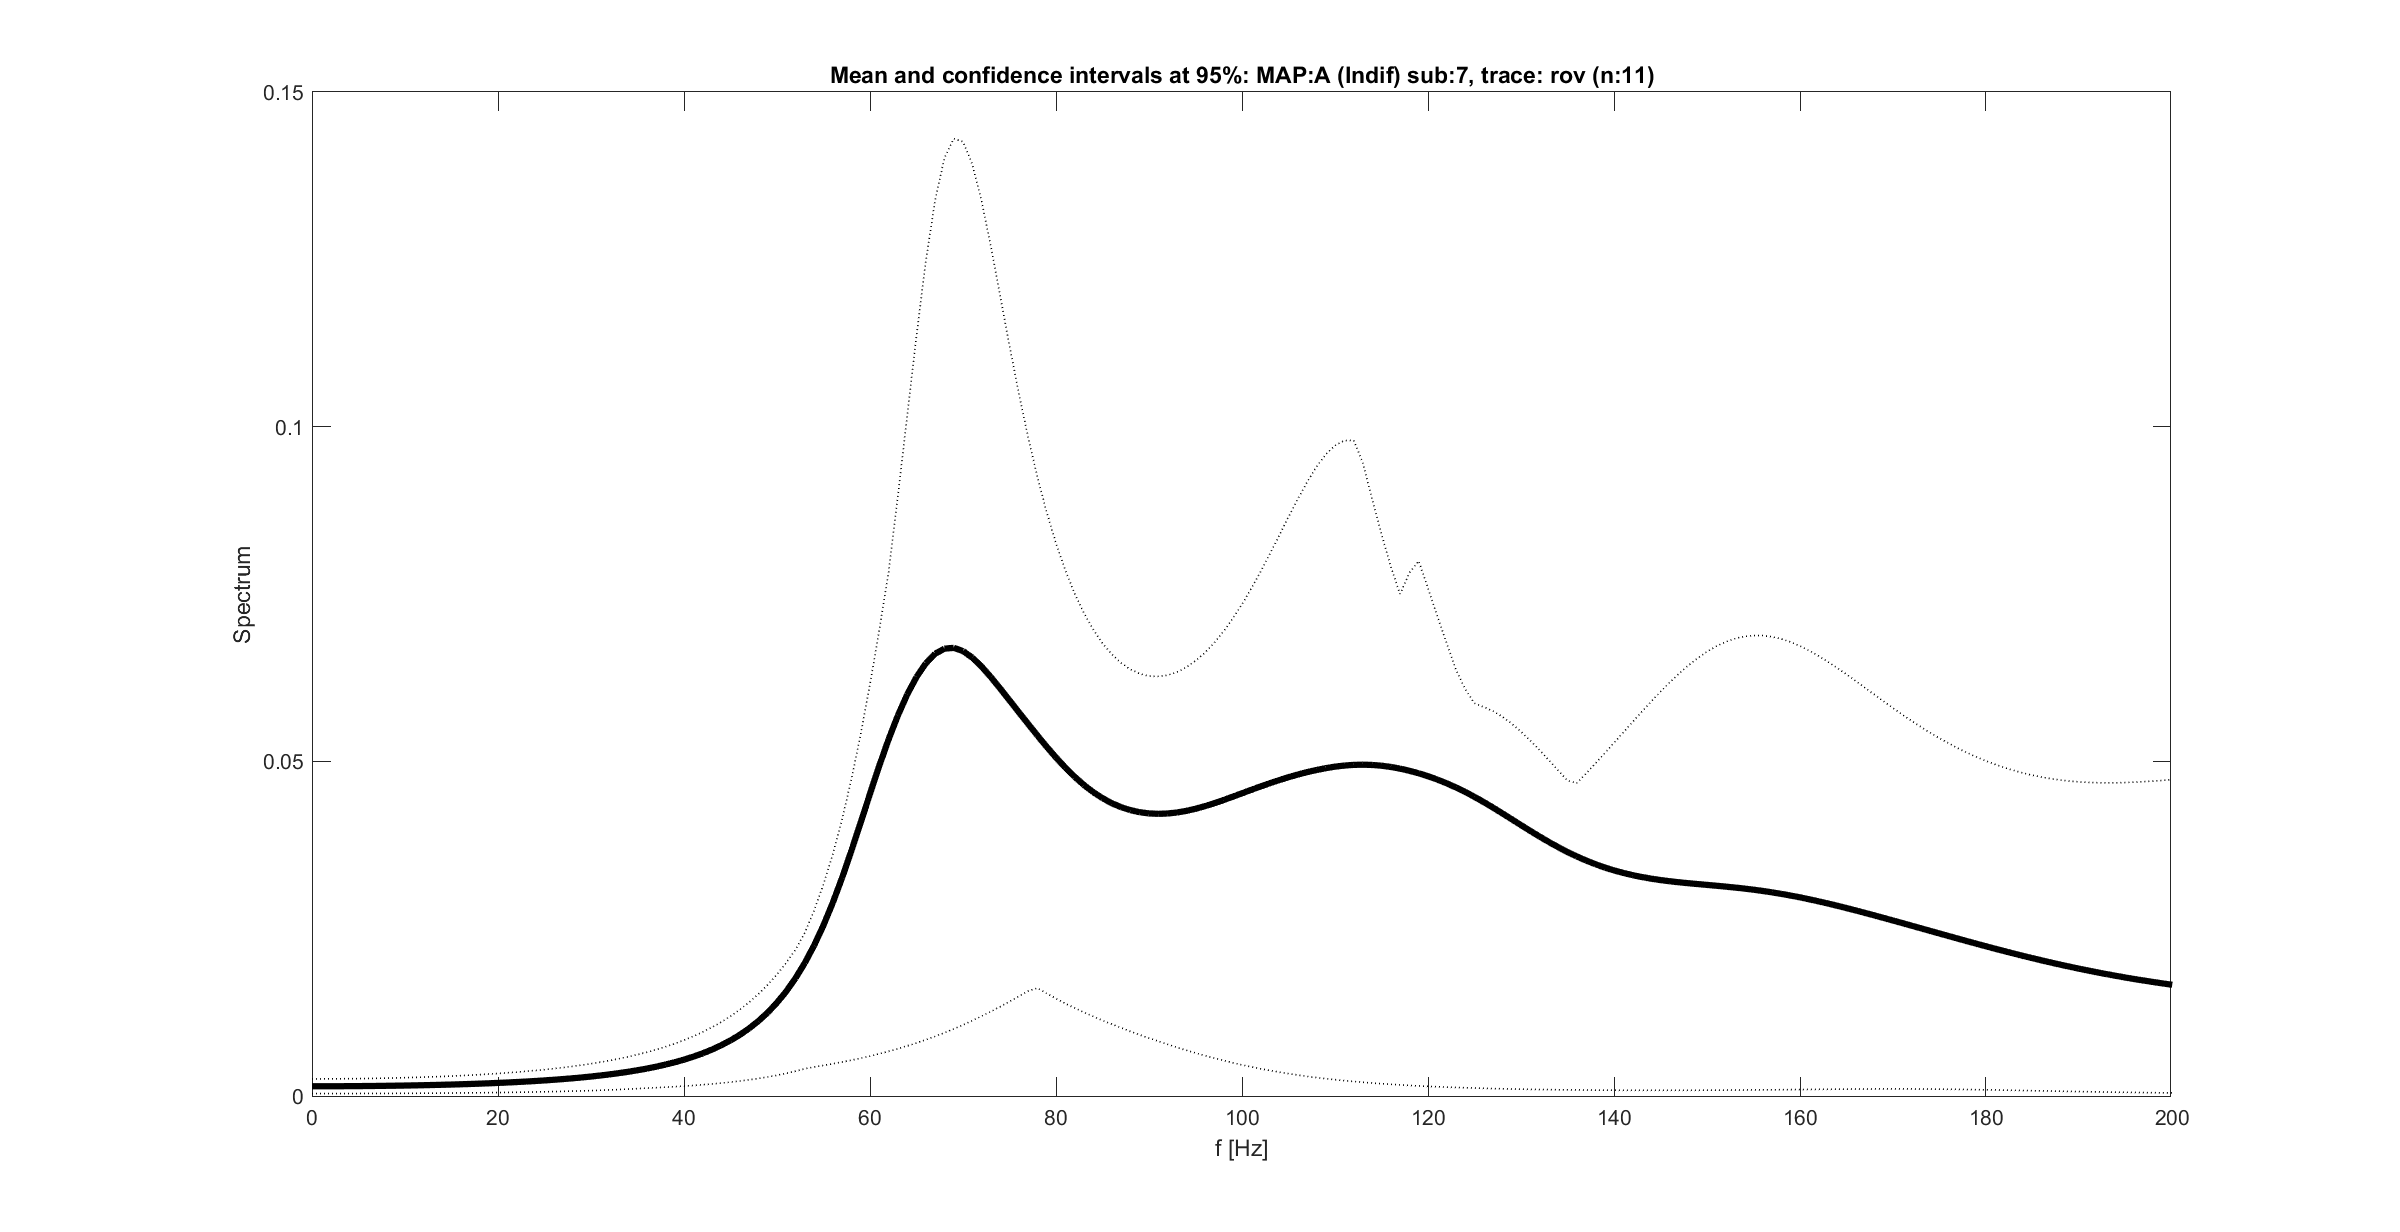 Mean and confidence intervals at 95%: MAP:A (Indif) sub:7, trace: rov (n:11)
0.15
0.1
0.05
0
Spectrum
0 20 40 60 80 100 120 140 160 180 200
f [Hz]